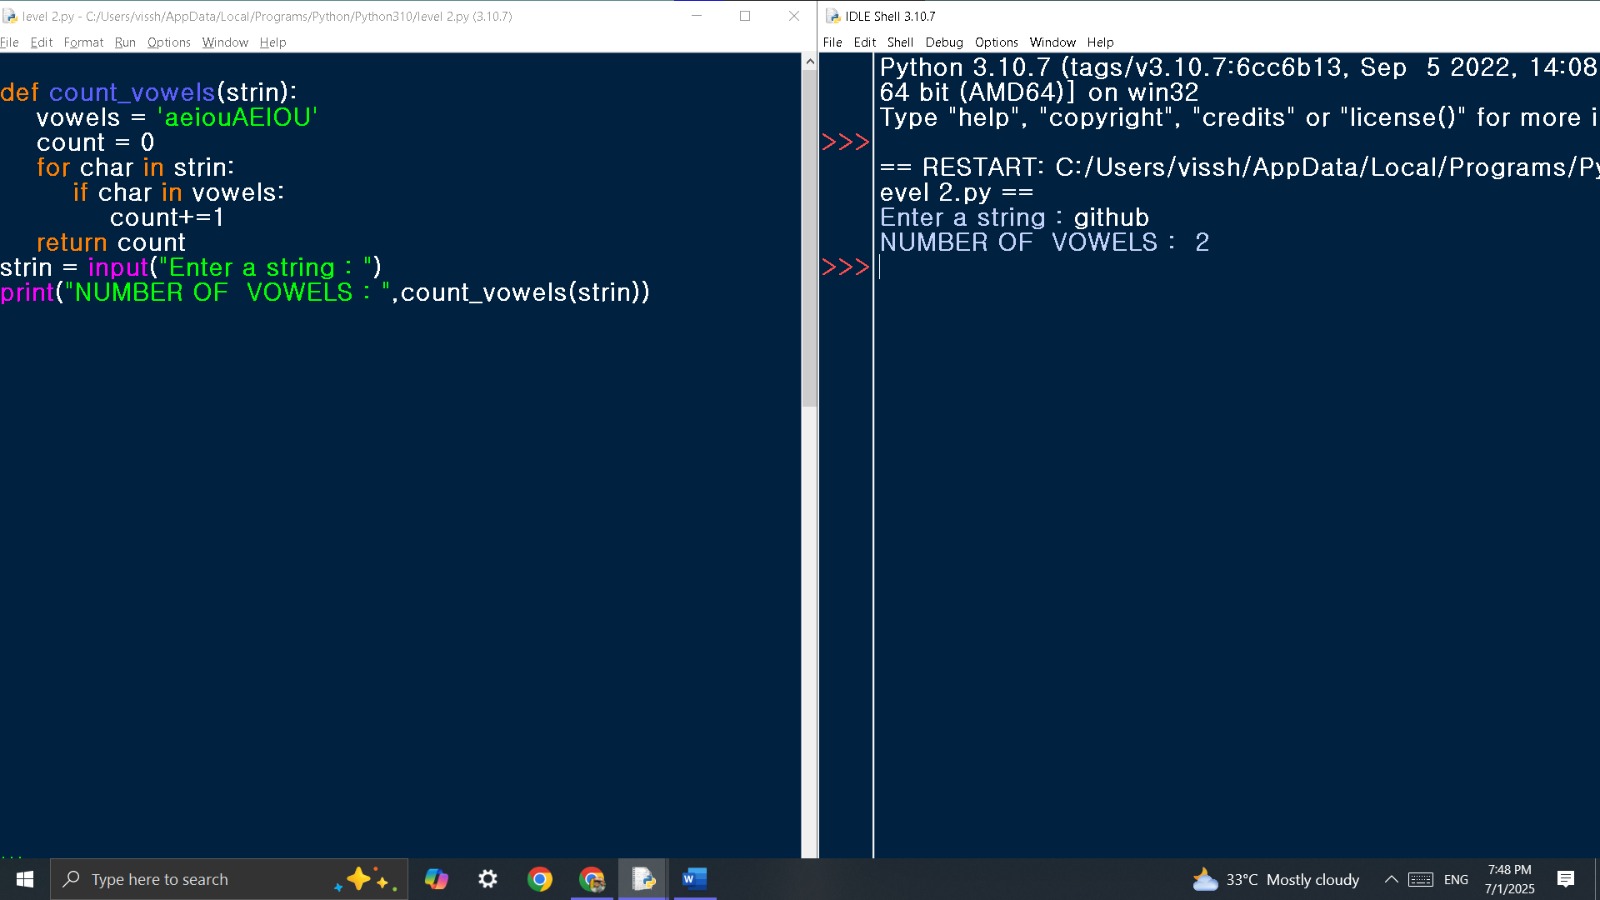 level 2.py - C:/Users/vissh/AppData/Local/Programs/Python/Python310/level 2.py (3.10.7)
File Edit Format Run Options Window Help
def count_vowels(strin):
    vowels = 'aeiouAEIOU'
    count = 0
    for char in strin:
        if char in vowels:
            count+=1
    return count
strin = input("Enter a string : ")
print("NUMBER OF  VOWELS : ",count_vowels(strin))
...
IDLE Shell 3.10.7
File Edit Shell Debug Options Window Help
Python 3.10.7 (tags/v3.10.7:6cc6b13, Sep  5 2022, 14:08
64 bit (AMD64)] on win32
Type "help", "copyright", "credits" or "license()" for more i
>>>
== RESTART: C:/Users/vissh/AppData/Local/Programs/Py
evel 2.py ==
Enter a string : github
NUMBER OF  VOWELS :  2
>>>
Type here to search
33°C Mostly cloudy
ENG
7:48 PM
7/1/2025